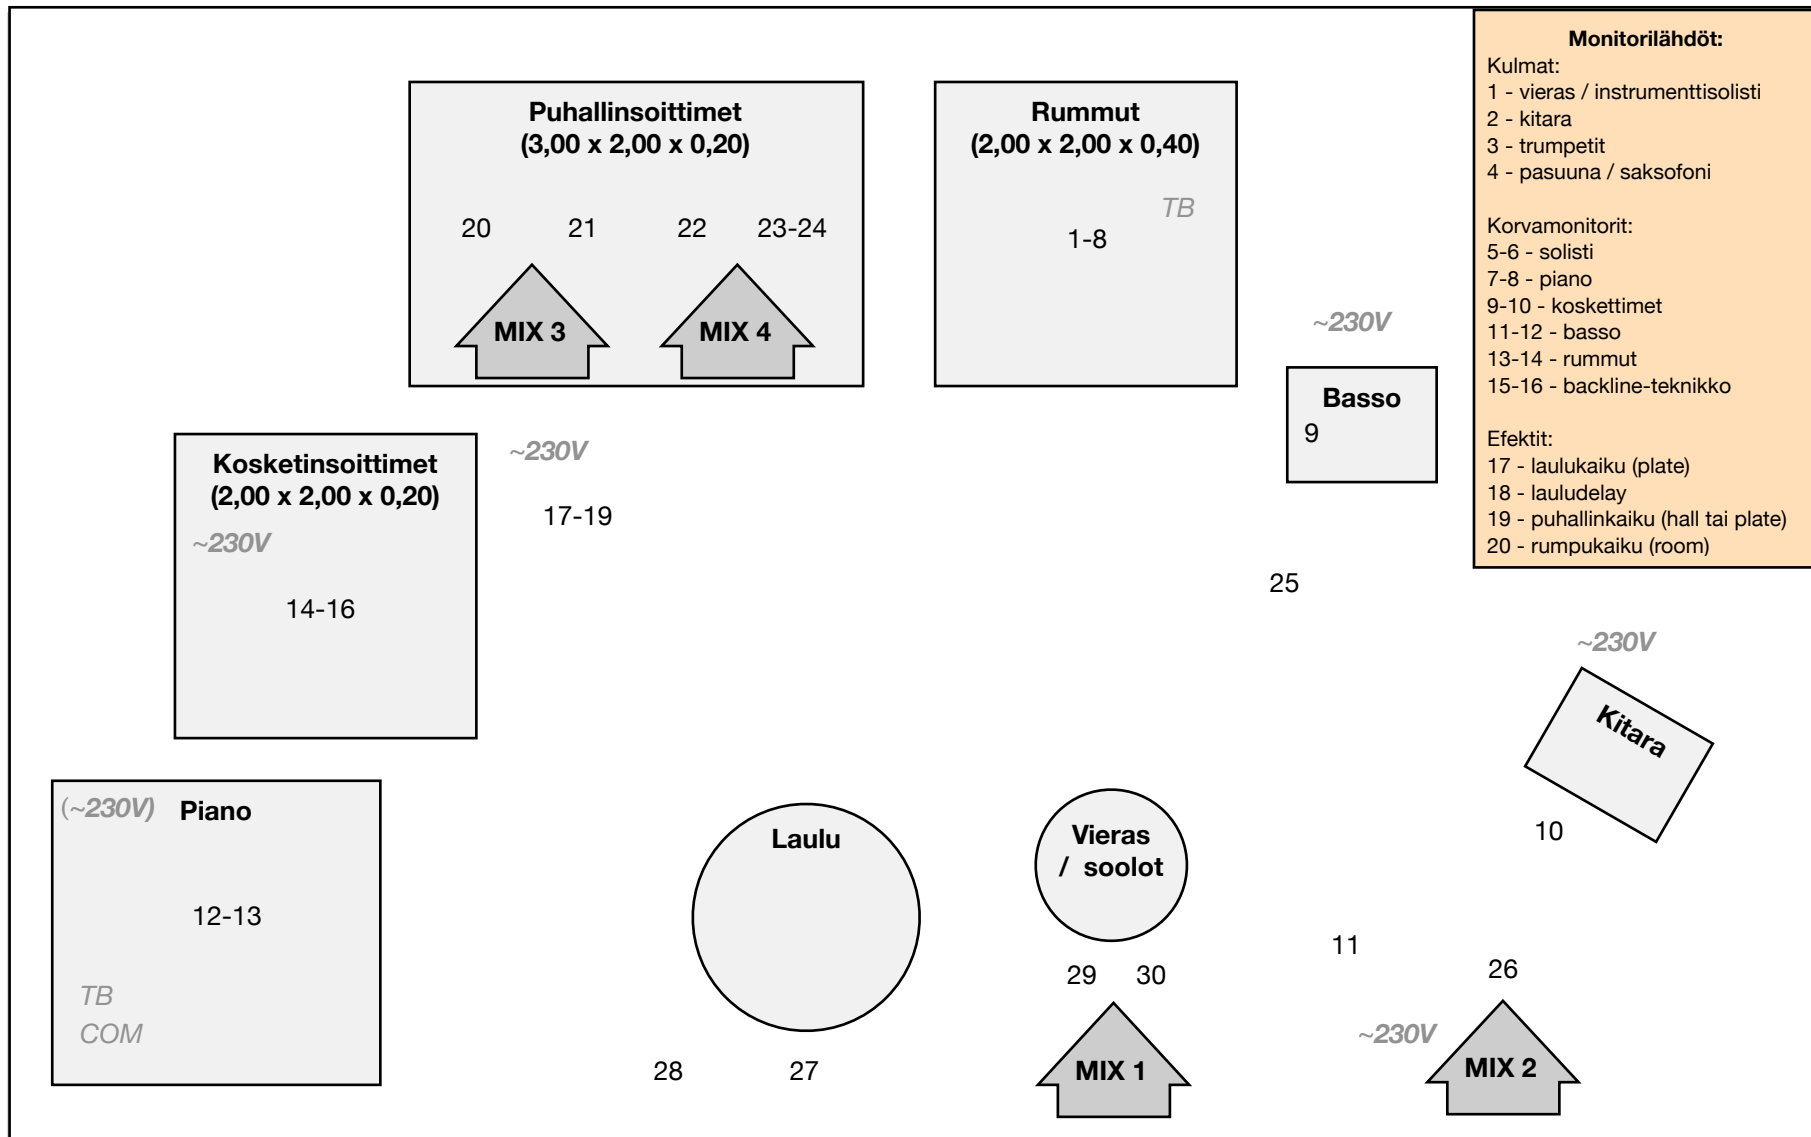 Monitorilähdöt:
Kulmat:
1 - vieras / instrumenttisolisti
2 - kitara
3 - trumpetit
4 - pasuuna / saksofoni
Korvamonitorit:
5-6 - solisti
7-8 - piano
9-10 - koskettimet
11-12 - basso
13-14 - rummut
15-16 - backline-teknikko
Efektit:
17 - laulukaiku (plate)
18 - lauludelay
19 - puhallinkaiku (hall tai plate)
20 - rumpukaiku (room)
Puhallinsoittimet
(3,00 x 2,00 x 0,20)
20 21 22 23-24
MIX 3 MIX 4
Rummut
(2,00 x 2,00 x 0,40)
TB
1-8
~230V
Basso
9
Kosketinsoittimet
(2,00 x 2,00 x 0,20)
~230V
14-16
~230V
17-19
25
~230V
Kitara
10
(~230V) Piano
12-13
TB
COM
Laulu
28 27
Vieras
/ soolot
29 30
MIX 1
11
26
~230V
MIX 2